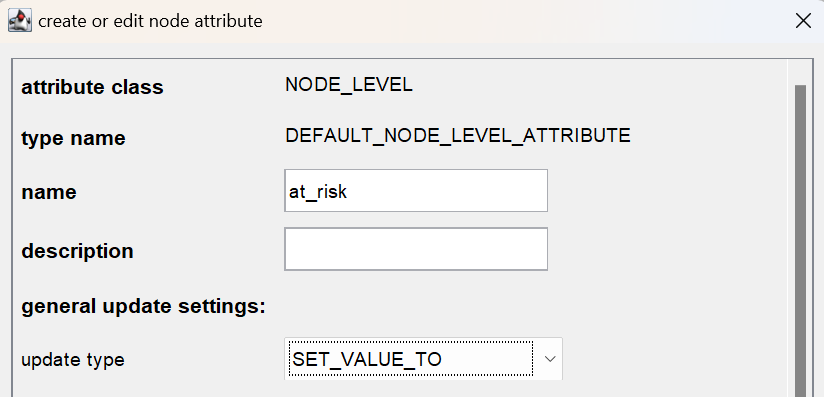 create or edit node attribute
attribute class NODE_LEVEL
type name DEFAULT_NODE_LEVEL_ATTRIBUTE
name at_risk
description
general update settings:
update type SET_VALUE_TO